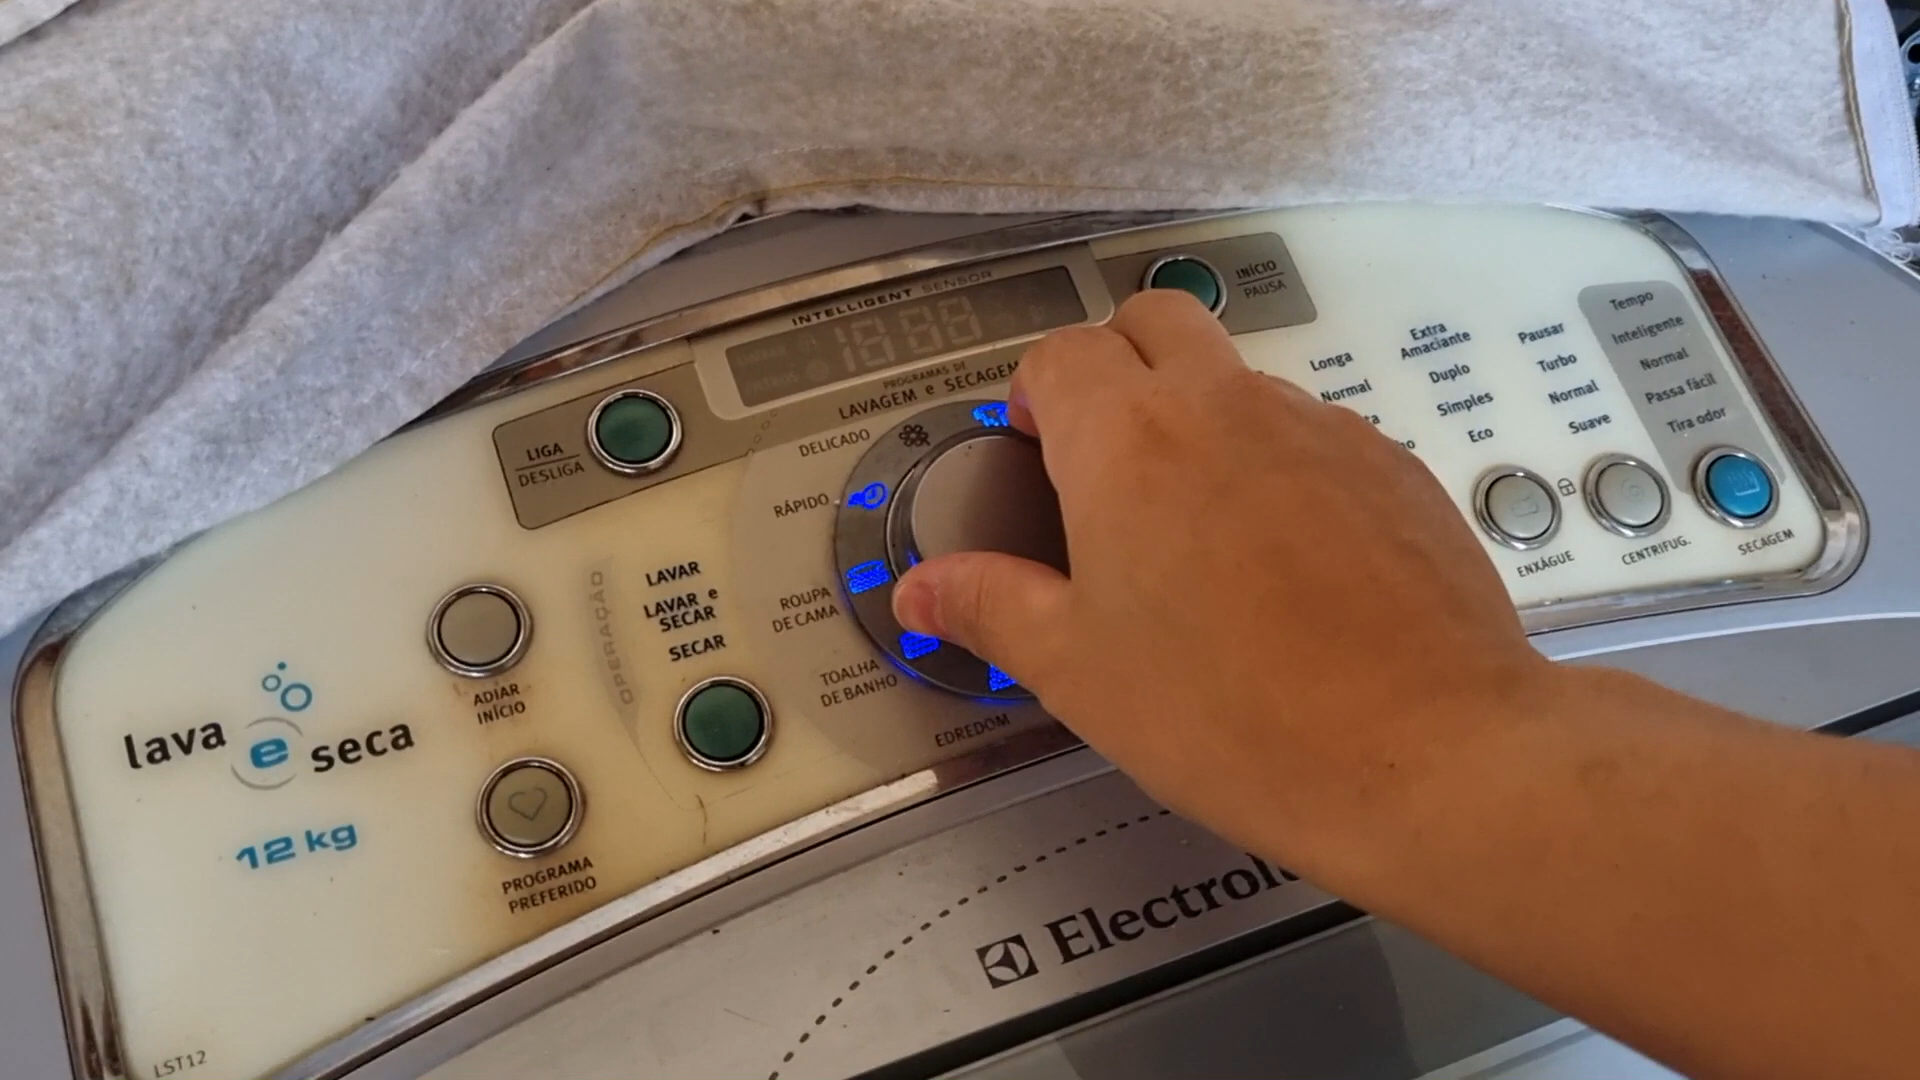 INTELLIGENT SENSOR
18:88
INÍCIO
PAUSA
PROGRAMAS DE
LAVAGEM e SECAGEM
LIGA
DESLIGA
DELICADO
RÁPIDO
ROUPA
DE CAMA
TOALHA
DE BANHO
EDREDOM
OPERAÇÃO
LAVAR
LAVAR e
SECAR
SECAR
ADIAR
INÍCIO
PROGRAMA
PREFERIDO
lava e seca
12 kg
LST12
Longa
Normal
Extra
Amaciante
Duplo
Simples
Eco
Pausar
Turbo
Normal
Suave
Tempo
Inteligente
Normal
Passa fácil
Tira odor
ENXÁGUE
CENTRIFUG.
SECAGEM